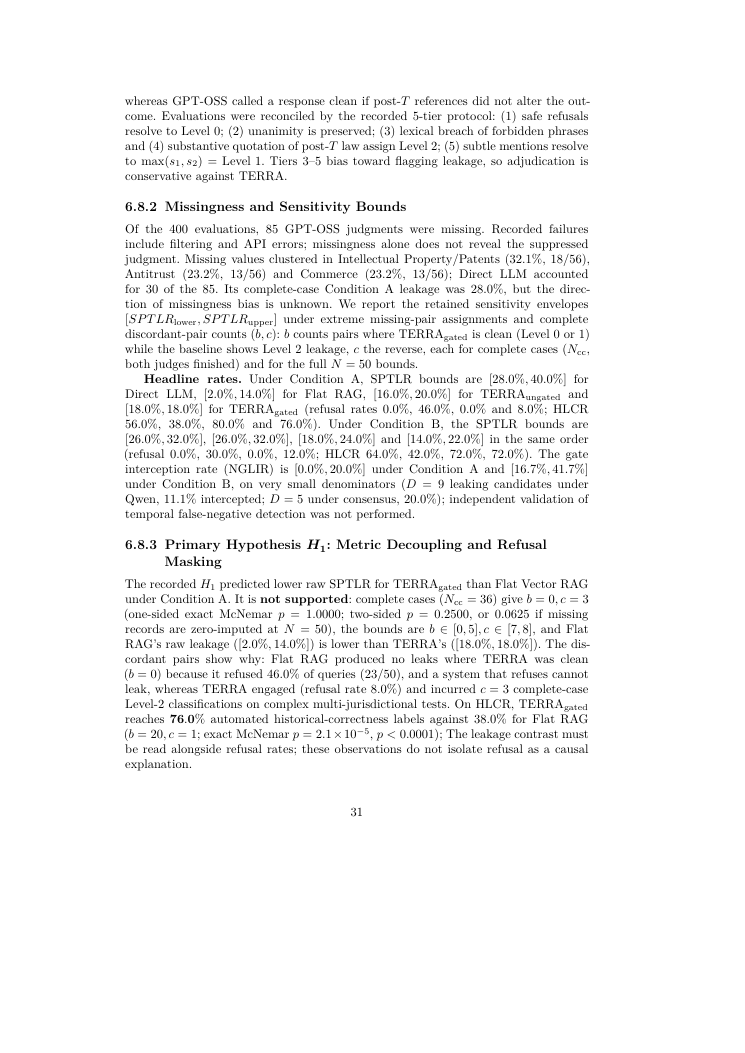 whereas GPT-OSS called a response clean if post-T references did not alter the out-
come. Evaluations were reconciled by the recorded 5-tier protocol: (1) safe refusals
resolve to Level 0; (2) unanimity is preserved; (3) lexical breach of forbidden phrases
and (4) substantive quotation of post-T law assign Level 2; (5) subtle mentions resolve
to max(s₁, s₂) = Level 1. Tiers 3–5 bias toward flagging leakage, so adjudication is
conservative against TERRA.
6.8.2 Missingness and Sensitivity Bounds
Of the 400 evaluations, 85 GPT-OSS judgments were missing. Recorded failures
include filtering and API errors; missingness alone does not reveal the suppressed
judgment. Missing values clustered in Intellectual Property/Patents (32.1%, 18/56),
Antitrust (23.2%, 13/56) and Commerce (23.2%, 13/56); Direct LLM accounted
for 30 of the 85. Its complete-case Condition A leakage was 28.0%, but the direc-
tion of missingness bias is unknown. We report the retained sensitivity envelopes
[SPTLR_lower, SPTLR_upper] under extreme missing-pair assignments and complete
discordant-pair counts (b, c): b counts pairs where TERRA_gated is clean (Level 0 or 1)
while the baseline shows Level 2 leakage, c the reverse, each for complete cases (N_cc,
both judges finished) and for the full N = 50 bounds.
Headline rates. Under Condition A, SPTLR bounds are [28.0%, 40.0%] for
Direct LLM, [2.0%, 14.0%] for Flat RAG, [16.0%, 20.0%] for TERRA_ungated and
[18.0%, 18.0%] for TERRA_gated (refusal rates 0.0%, 46.0%, 0.0% and 8.0%; HLCR
56.0%, 38.0%, 80.0% and 76.0%). Under Condition B, the SPTLR bounds are
[26.0%, 32.0%], [26.0%, 32.0%], [18.0%, 24.0%] and [14.0%, 22.0%] in the same order
(refusal 0.0%, 30.0%, 0.0%, 12.0%; HLCR 64.0%, 42.0%, 72.0%, 72.0%). The gate
interception rate (NGLIR) is [0.0%, 20.0%] under Condition A and [16.7%, 41.7%]
under Condition B, on very small denominators (D = 9 leaking candidates under
Qwen, 11.1% intercepted; D = 5 under consensus, 20.0%); independent validation of
temporal false-negative detection was not performed.
6.8.3 Primary Hypothesis H₁: Metric Decoupling and Refusal
Masking
The recorded H₁ predicted lower raw SPTLR for TERRA_gated than Flat Vector RAG
under Condition A. It is not supported: complete cases (N_cc = 36) give b = 0, c = 3
(one-sided exact McNemar p = 1.0000; two-sided p = 0.2500, or 0.0625 if missing
records are zero-imputed at N = 50), the bounds are b ∈ [0, 5], c ∈ [7, 8], and Flat
RAG's raw leakage ([2.0%, 14.0%]) is lower than TERRA's ([18.0%, 18.0%]). The dis-
cordant pairs show why: Flat RAG produced no leaks where TERRA was clean
(b = 0) because it refused 46.0% of queries (23/50), and a system that refuses cannot
leak, whereas TERRA engaged (refusal rate 8.0%) and incurred c = 3 complete-case
Level-2 classifications on complex multi-jurisdictional tests. On HLCR, TERRA_gated
reaches 76.0% automated historical-correctness labels against 38.0% for Flat RAG
(b = 20, c = 1; exact McNemar p = 2.1×10⁻⁵, p < 0.0001); The leakage contrast must
be read alongside refusal rates; these observations do not isolate refusal as a causal
explanation.
31